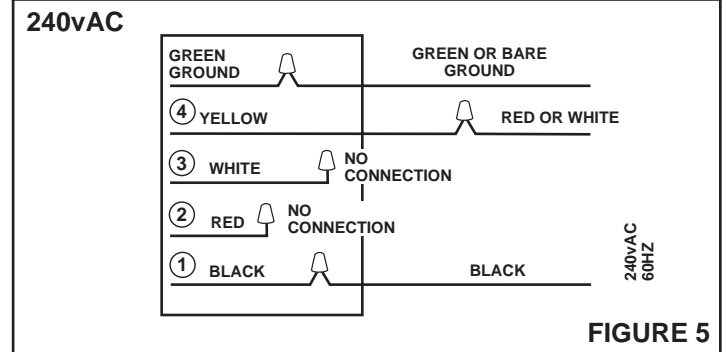 240vAC
GREEN
GROUND
GREEN OR BARE
GROUND
4 YELLOW
RED OR WHITE
3 WHITE
NO
CONNECTION
2 RED
NO
CONNECTION
1 BLACK
BLACK
240vAC
60HZ
FIGURE 5